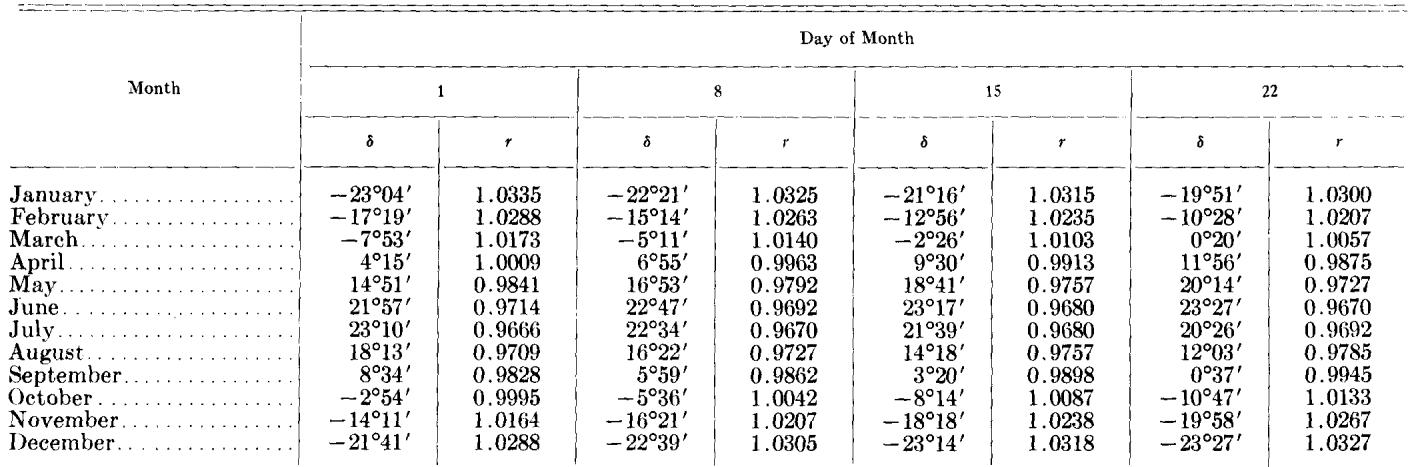 Day of Month
Month
1 8 15 22
δ r δ r δ r δ r
January.................. −23°04′ 1.0335 −22°21′ 1.0325 −21°16′ 1.0315 −19°51′ 1.0300
February................. −17°19′ 1.0288 −15°14′ 1.0263 −12°56′ 1.0235 −10°28′ 1.0207
March.................... −7°53′ 1.0173 −5°11′ 1.0140 −2°26′ 1.0103 0°20′ 1.0057
April.................... 4°15′ 1.0009 6°55′ 0.9963 9°30′ 0.9913 11°56′ 0.9875
May...................... 14°51′ 0.9841 16°53′ 0.9792 18°41′ 0.9757 20°14′ 0.9727
June..................... 21°57′ 0.9714 22°47′ 0.9692 23°17′ 0.9680 23°27′ 0.9670
July..................... 23°10′ 0.9666 22°34′ 0.9670 21°39′ 0.9680 20°26′ 0.9692
August................... 18°13′ 0.9709 16°22′ 0.9727 14°18′ 0.9757 12°03′ 0.9785
September................ 8°34′ 0.9828 5°59′ 0.9862 3°20′ 0.9898 0°37′ 0.9945
October.................. −2°54′ 0.9995 −5°36′ 1.0042 −8°14′ 1.0087 −10°47′ 1.0133
November................. −14°11′ 1.0164 −16°21′ 1.0207 −18°18′ 1.0238 −19°58′ 1.0267
December................. −21°41′ 1.0288 −22°39′ 1.0305 −23°14′ 1.0318 −23°27′ 1.0327